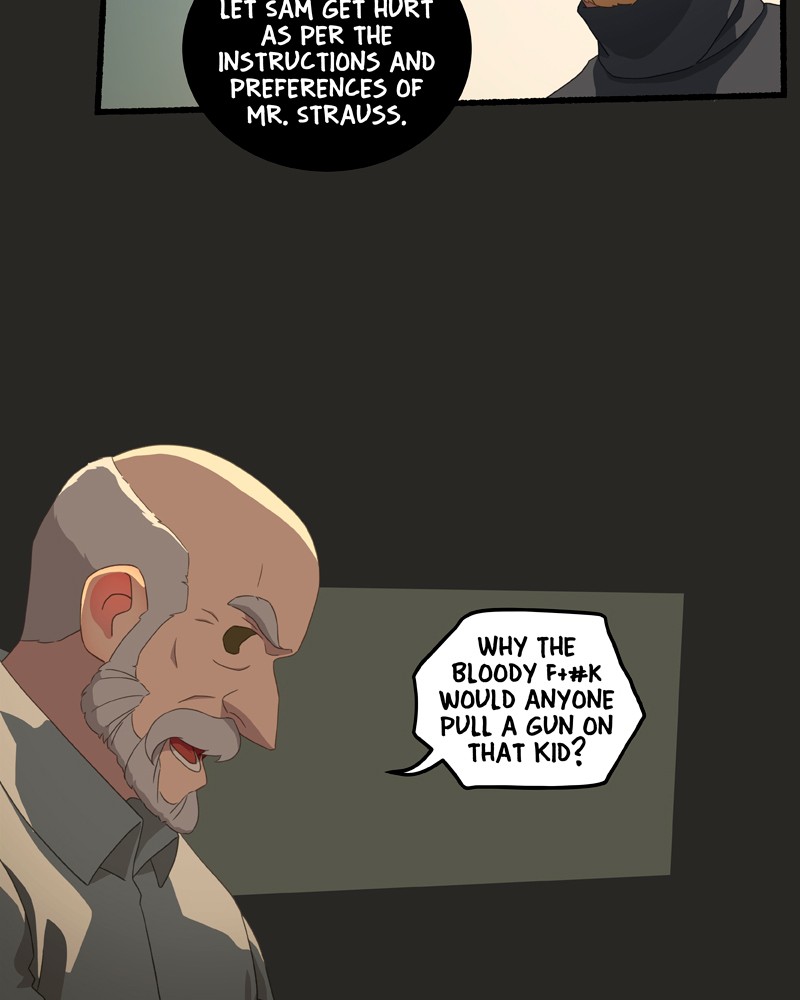 LET SAM GET HURT
AS PER THE
INSTRUCTIONS AND
PREFERENCES OF
MR. STRAUSS.
WHY THE
BLOODY F+#K
WOULD ANYONE
PULL A GUN ON
THAT KID?